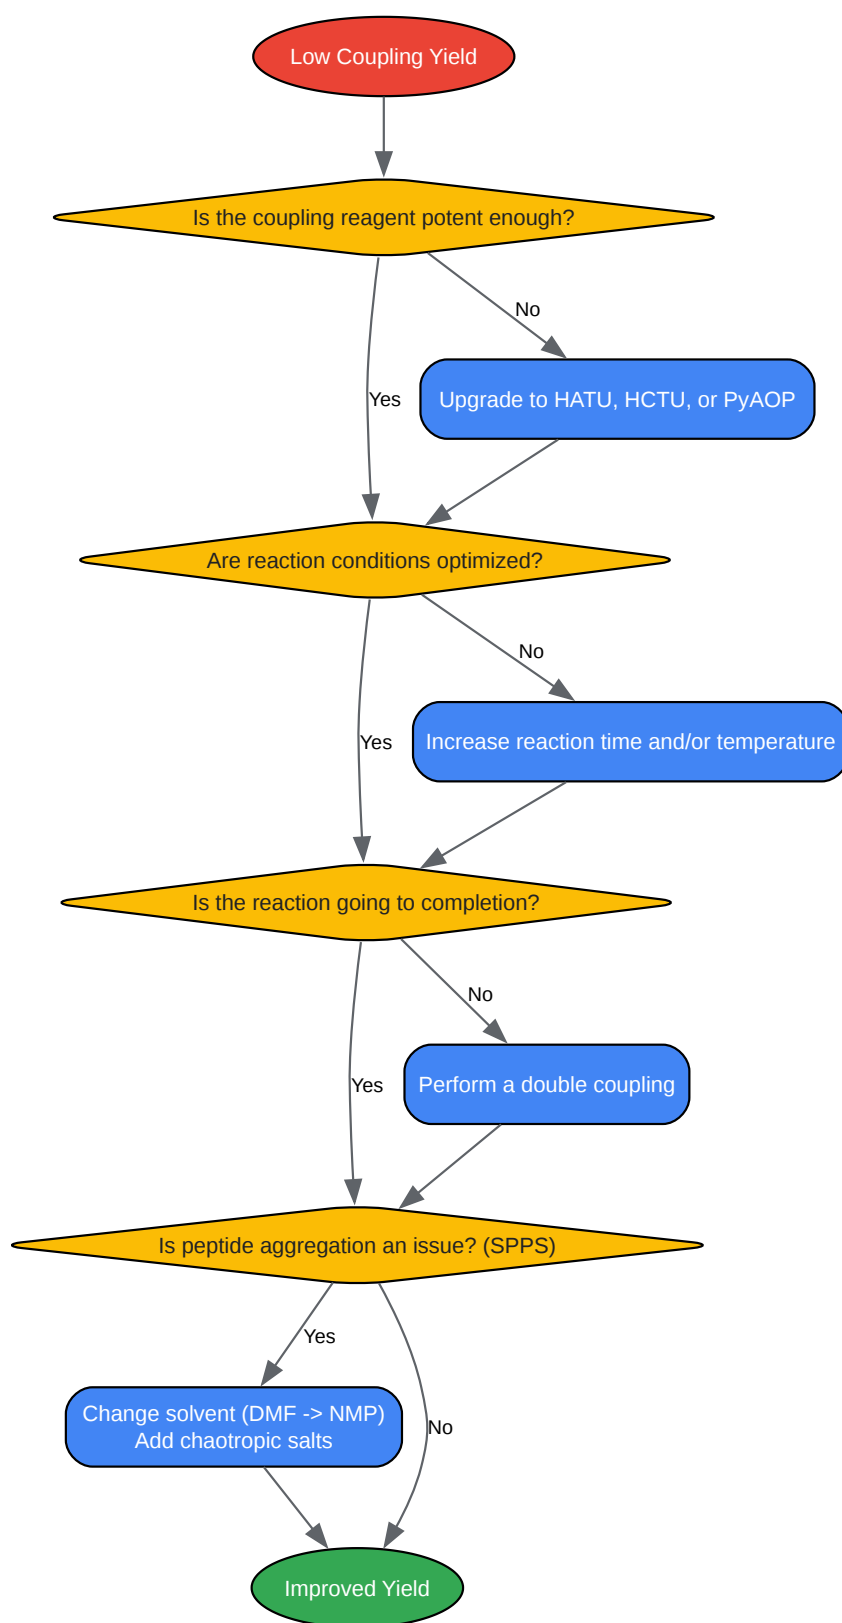 Low Coupling Yield
Is the coupling reagent potent enough?
No
Upgrade to HATU, HCTU, or PyAOP
Yes
Are reaction conditions optimized?
No
Increase reaction time and/or temperature
Yes
Is the reaction going to completion?
No
Perform a double coupling
Yes
Is peptide aggregation an issue? (SPPS)
Yes
Change solvent (DMF -> NMP)
Add chaotropic salts
No
Improved Yield